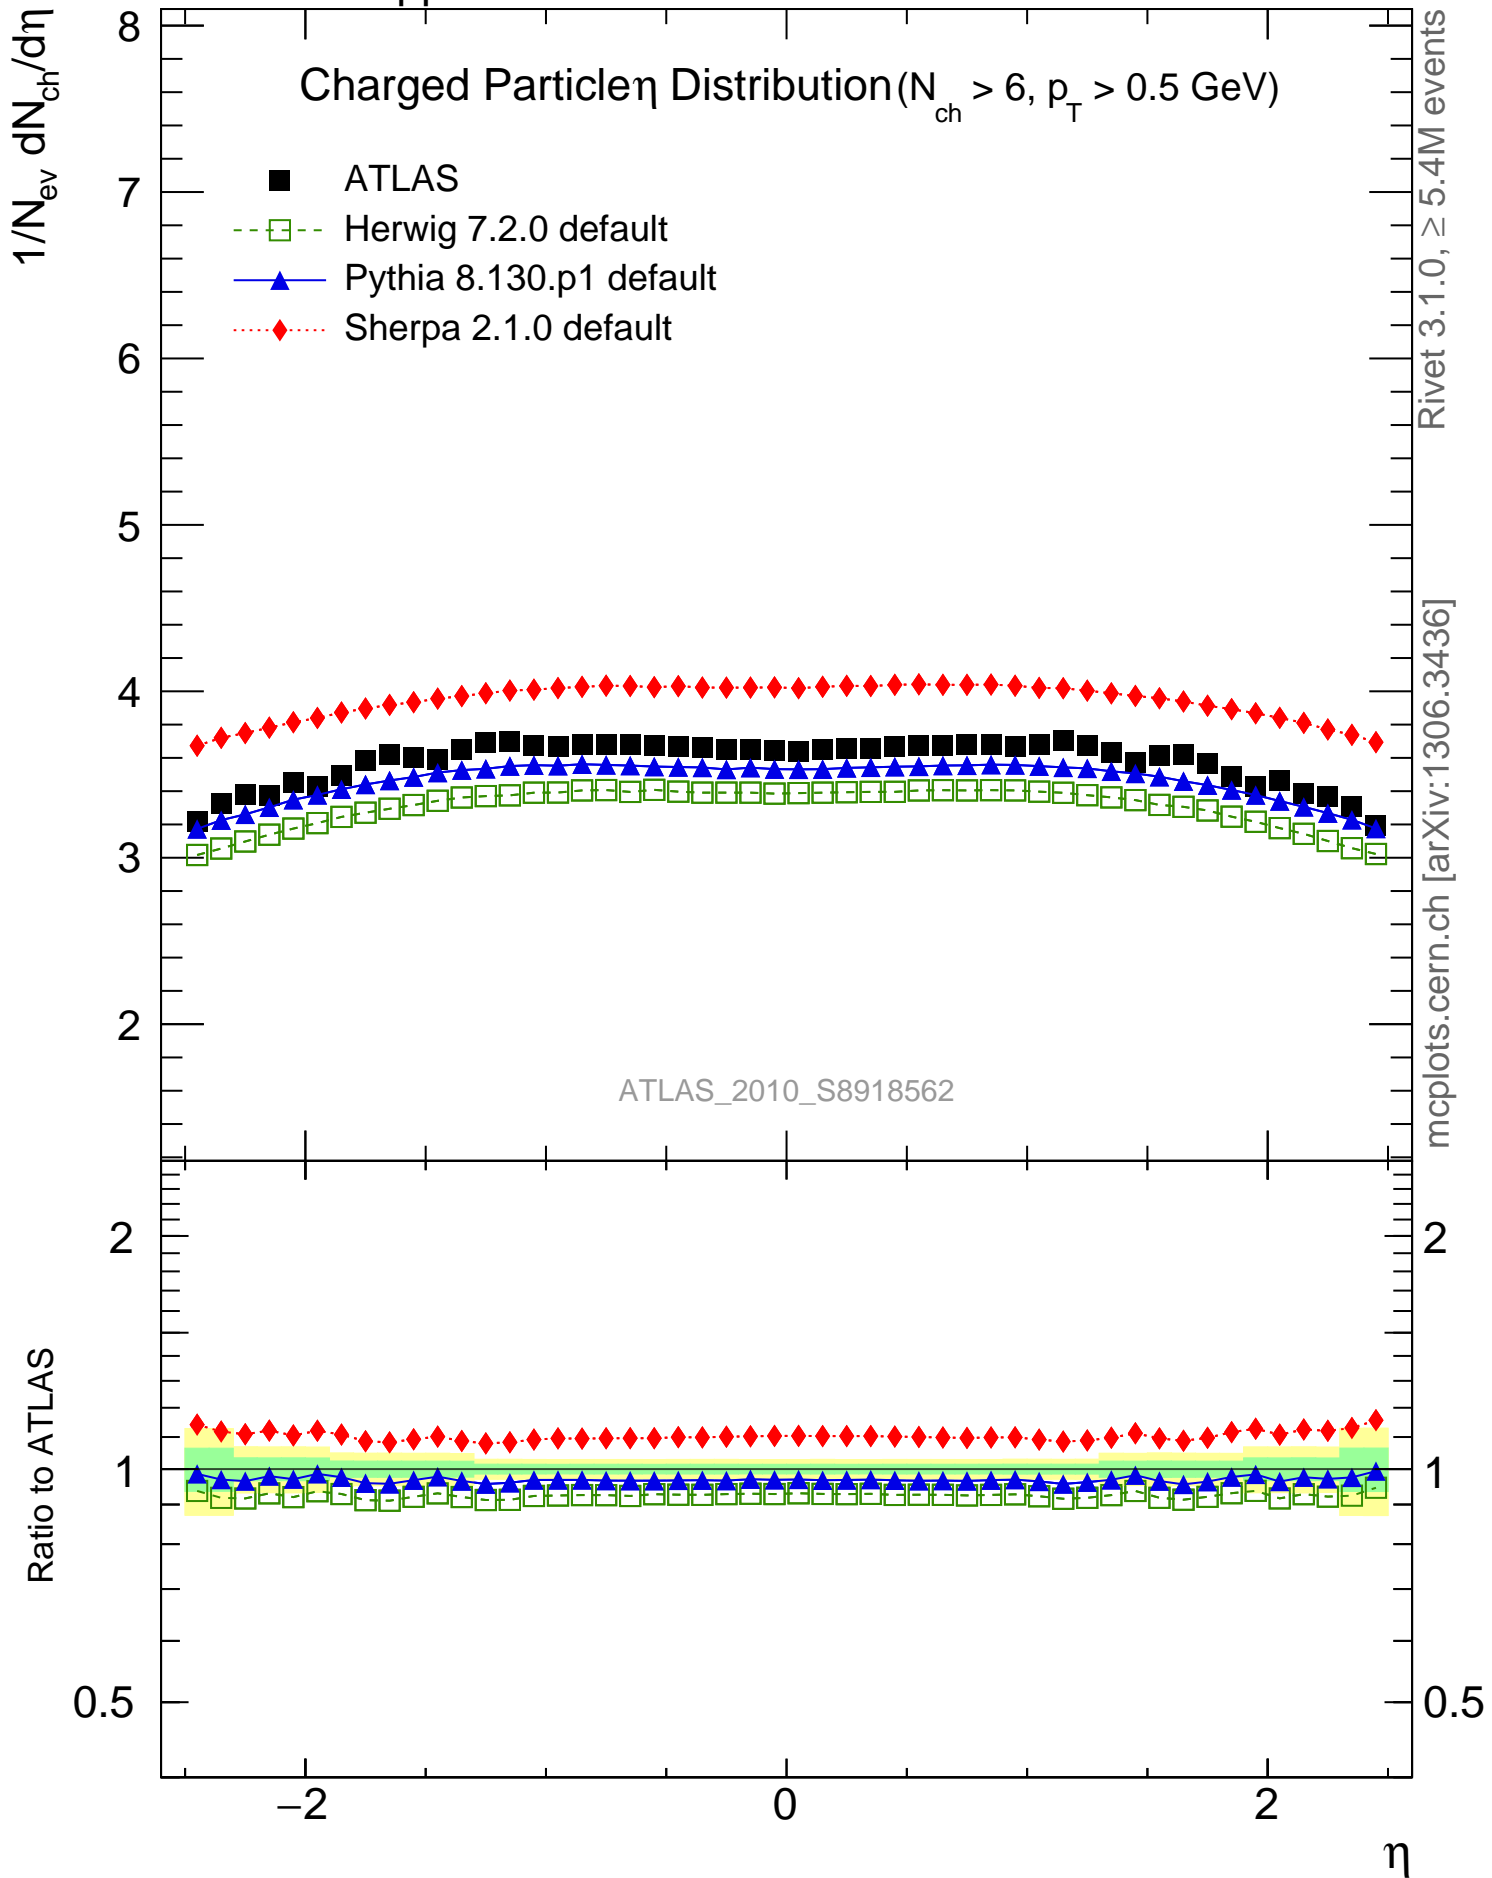 pp
Charged Particle η Distribution (N_ch > 6, p_T > 0.5 GeV)
1/N_ev dN_ch/dη
ATLAS
Herwig 7.2.0 default
Pythia 8.130.p1 default
Sherpa 2.1.0 default
8
7
6
5
4
3
2
ATLAS_2010_S8918562
Rivet 3.1.0, ≥ 5.4M events
mcplots.cern.ch [arXiv:1306.3436]
Ratio to ATLAS
2
1
0.5
2
1
0.5
−2
0
2
η